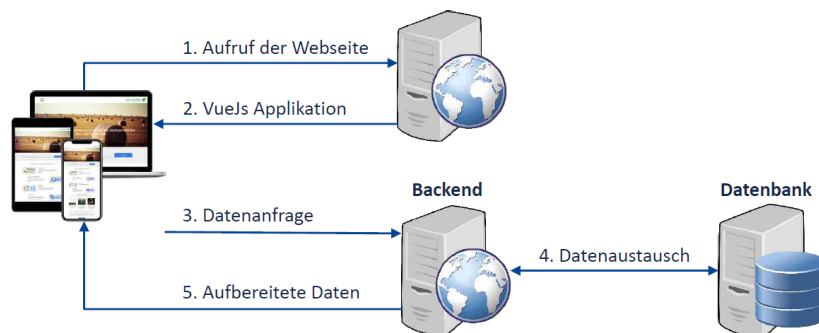 1. Aufruf der Webseite
2. VueJs Applikation
Backend
Datenbank
3. Datenanfrage
4. Datenaustausch
5. Aufbereitete Daten